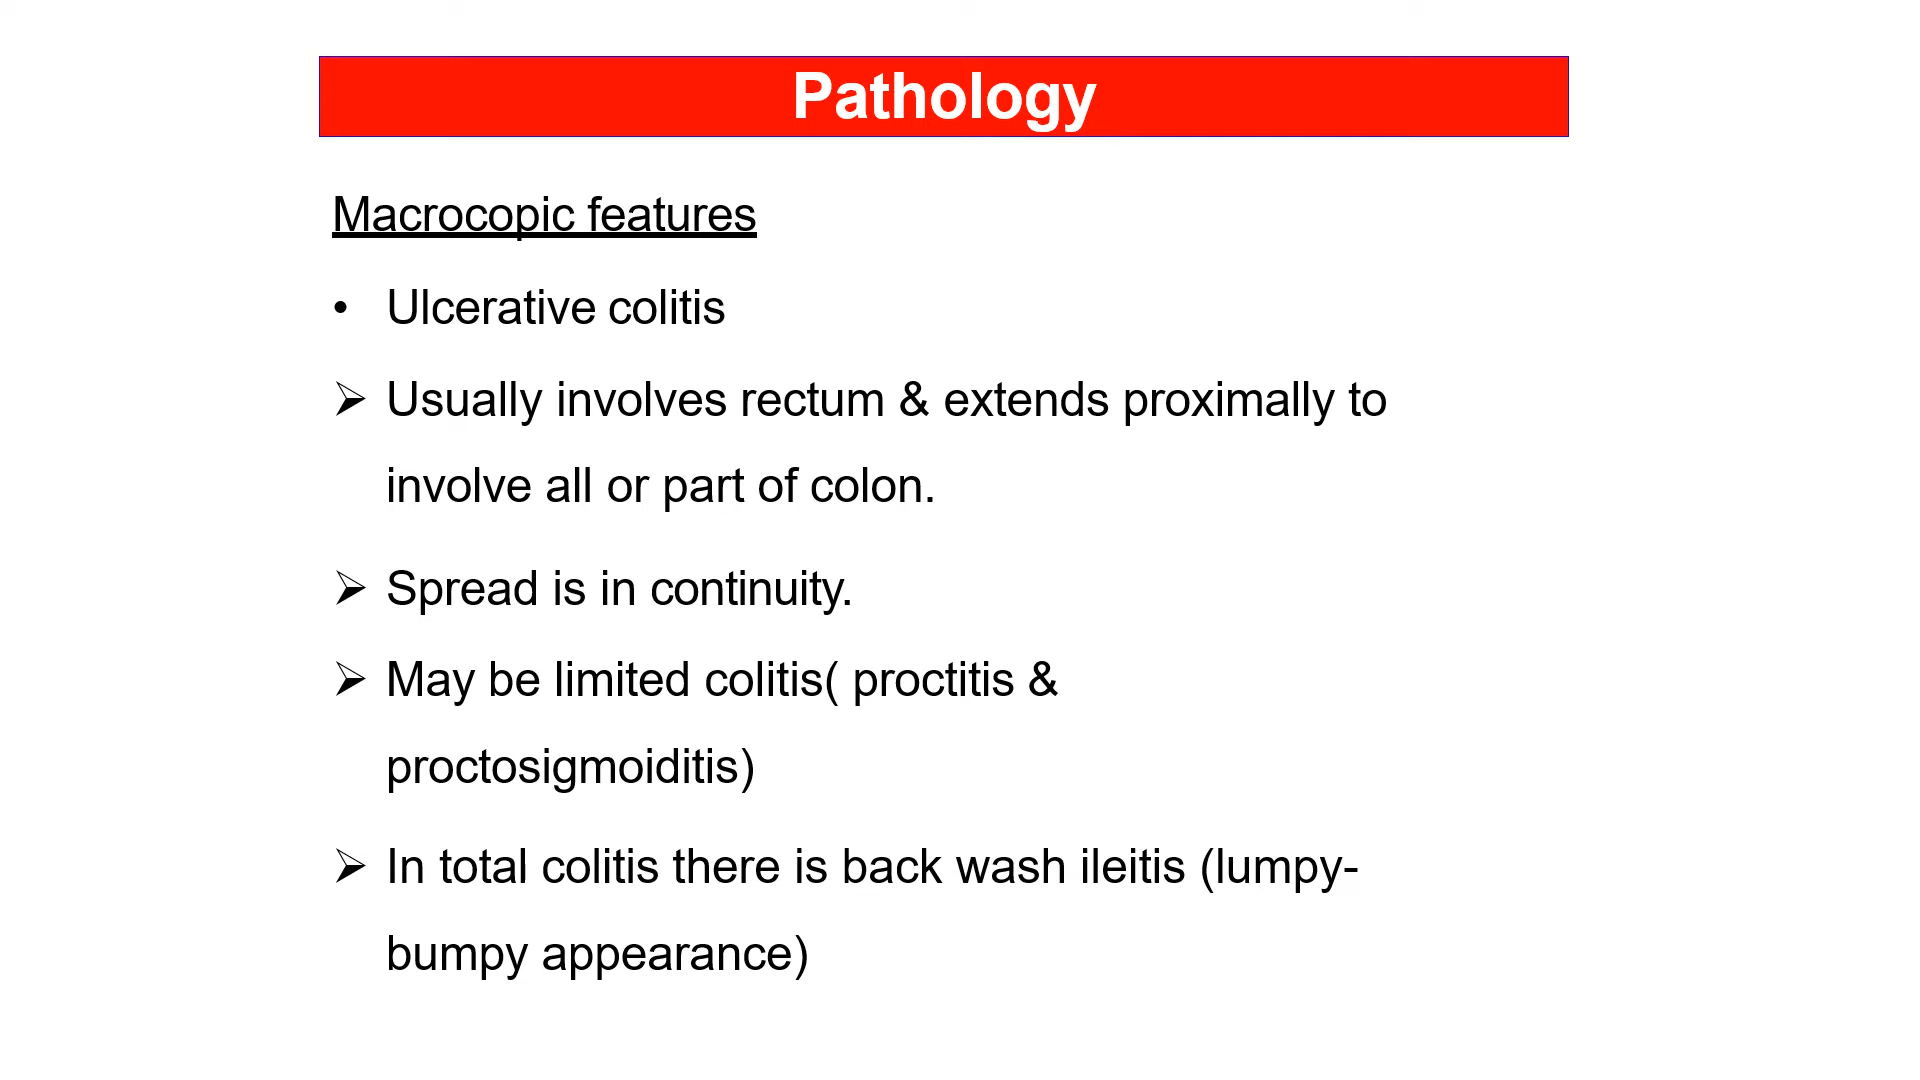 Pathology
Macrocopic features
• Ulcerative colitis
➢ Usually involves rectum & extends proximally to
involve all or part of colon.
➢ Spread is in continuity.
➢ May be limited colitis( proctitis &
proctosigmoiditis)
➢ In total colitis there is back wash ileitis (lumpy-
bumpy appearance)